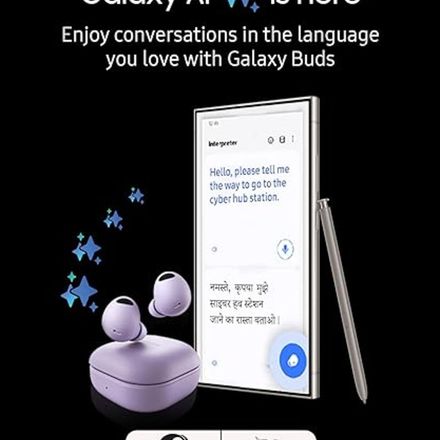 Galaxy AI is here
Enjoy conversations in the language
you love with Galaxy Buds
Interpreter
Hello, please tell me
the way to go to the
cyber hub station.
नमस्ते, कृपया मुझे
साइबर हब स्टेशन
जाने का रास्ता बताओ।